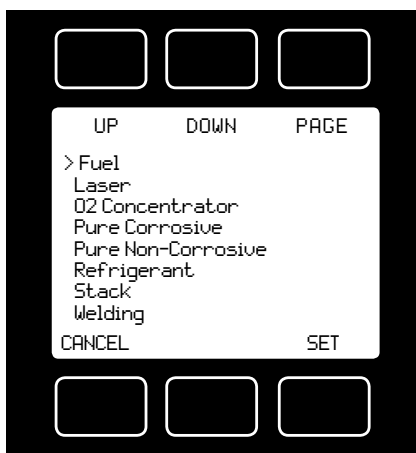 UP DOWN PAGE
>Fuel
Laser
O2 Concentrator
Pure Corrosive
Pure Non-Corrosive
Refrigerant
Stack
Welding
CANCEL SET